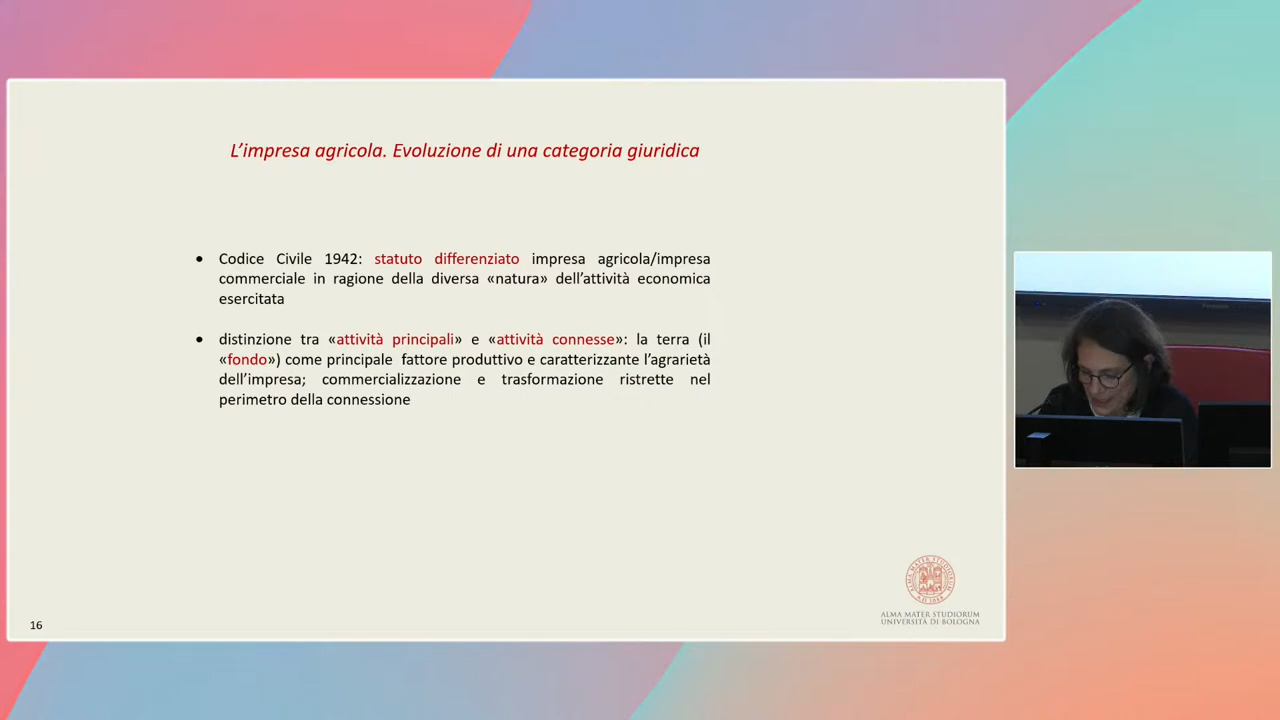 L’impresa agricola. Evoluzione di una categoria giuridica
• Codice Civile 1942: statuto differenziato impresa agricola/impresa
commerciale in ragione della diversa «natura» dell’attività economica
esercitata
• distinzione tra «attività principali» e «attività connesse»: la terra (il
«fondo») come principale fattore produttivo e caratterizzante l’agrarietà
dell’impresa; commercializzazione e trasformazione ristrette nel
perimetro della connessione
ALMA MATER STUDIORUM
UNIVERSITÀ DI BOLOGNA
16